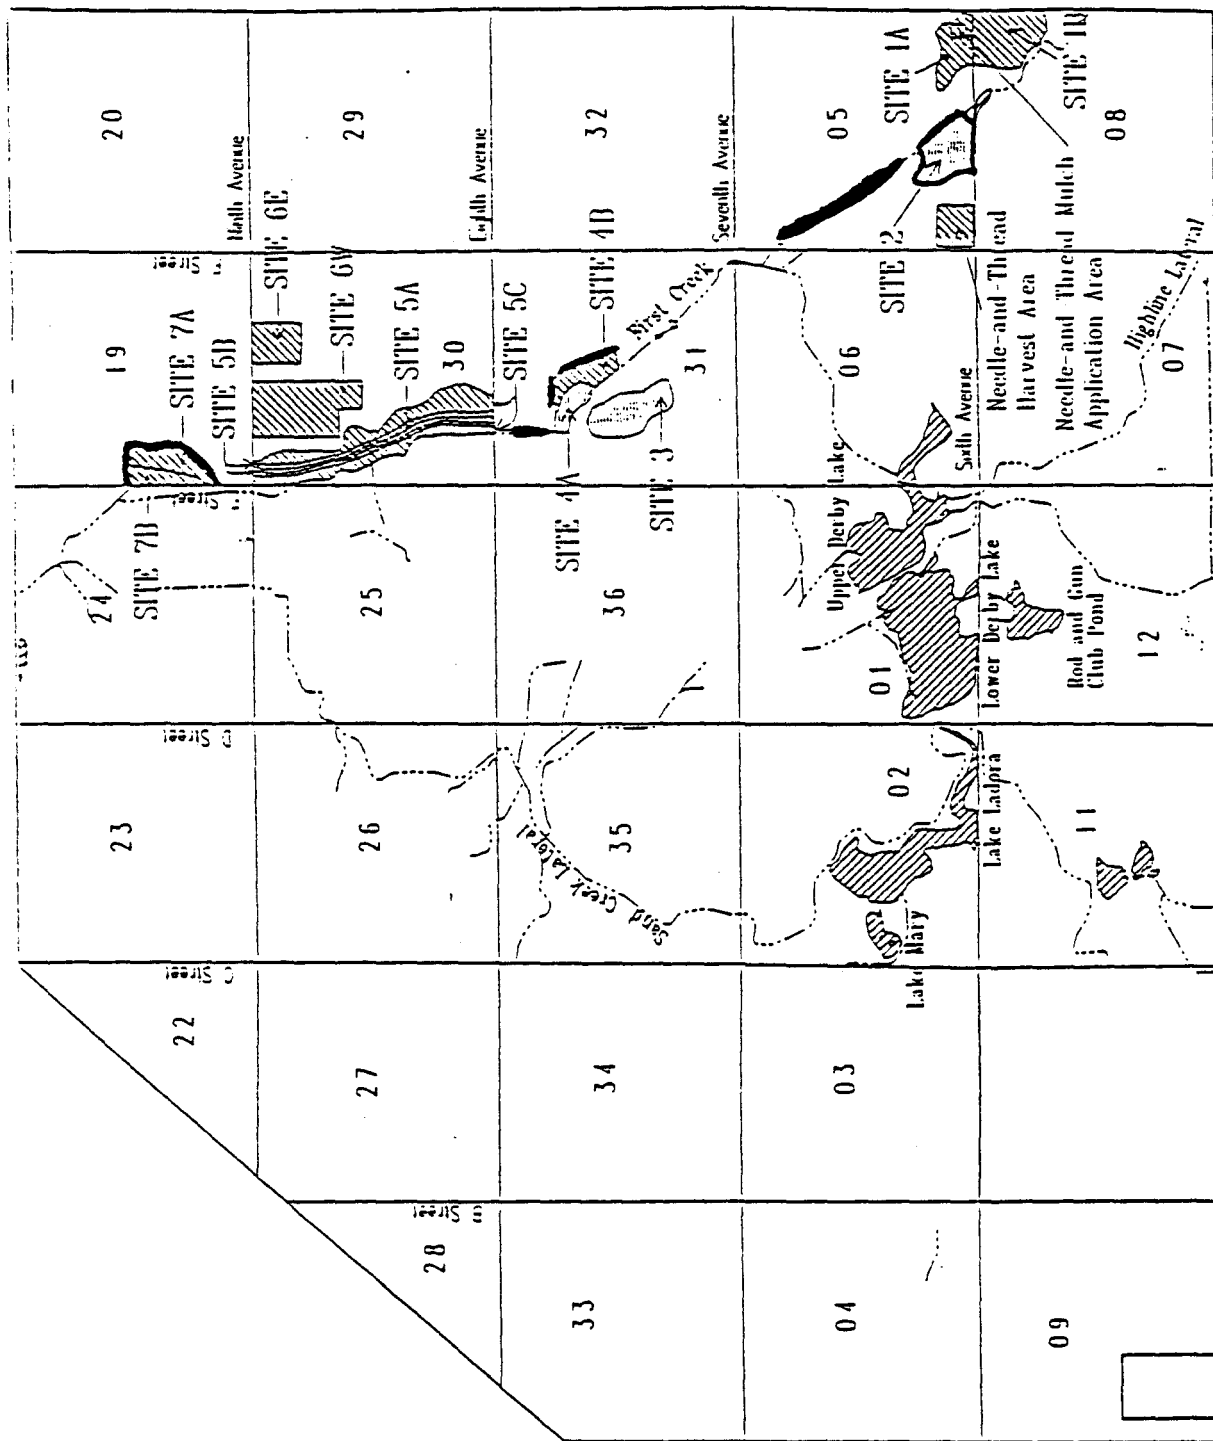 20
29
32
05
08
SITE 1A
SITE 1B
Ninth Avenue
Eighth Avenue
Seventh Avenue
SITE 6E
SITE 6W
SITE 7A
SITE 5B
SITE 5A
SITE 5C
SITE 4B
First Creek
SITE 2
19
30
31
06
07
Needle-and-Thread
Harvest Area
Needle-and-Thread Mulch
Application Area
Highline Lateral
Sixth Avenue
SITE 7B
SITE 4A
SITE 3
Street
Street
Upper Derby Lake
Lower Derby Lake
Rod and Gun
Club Pond
24
25
36
01
12
D Street
23
26
35
02
11
Sand Creek Lateral
Lake Ladora
Lake Mary
C Street
22
27
34
03
Street
28
33
04
09